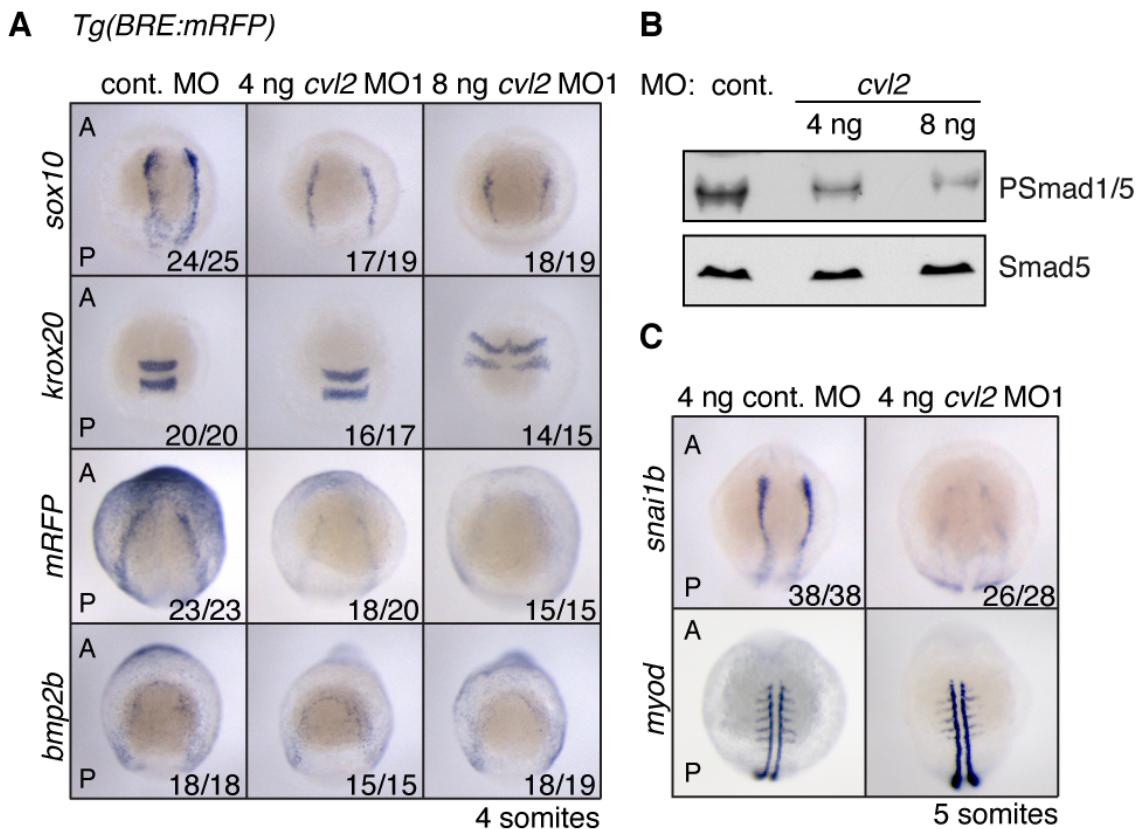 A Tg(BRE:mRFP)
cont. MO 4 ng cvl2 MO1 8 ng cvl2 MO1
sox10 A P 24/25 17/19 18/19
krox20 A P 20/20 16/17 14/15
mRFP A P 23/23 18/20 15/15
bmp2b A P 18/18 15/15 18/19
4 somites
B
MO: cont. cvl2
4 ng 8 ng
PSmad1/5
Smad5
C
4 ng cont. MO 4 ng cvl2 MO1
snai1b A P 38/38 26/28
myod A P
5 somites